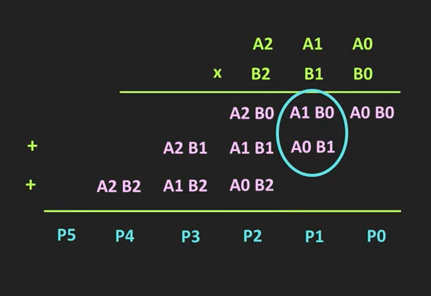 A2 A1 A0
x B2 B1 B0
A2 B0 A1 B0 A0 B0
+ A2 B1 A1 B1 A0 B1
+ A2 B2 A1 B2 A0 B2
P5 P4 P3 P2 P1 P0